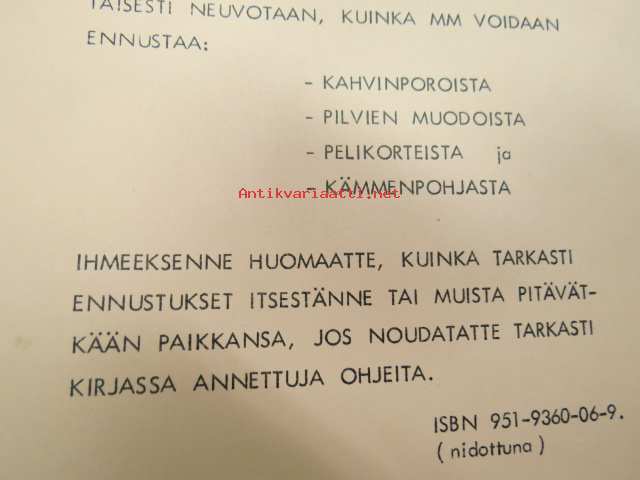 TAISESTI NEUVOTAAN, KUINKA MM VOIDAAN
ENNUSTAA:
- KAHVINPOROISTA
- PILVIEN MUODOISTA
- PELIKORTEISTA ja
Antikvariaatti.net
- KÄMMENPOHJASTA
IHMEEKSENNE HUOMAATTE, KUINKA TARKASTI
ENNUSTUKSET ITSESTÄNNE TAI MUISTA PITÄVÄT-
KÄÄN PAIKKANSA, JOS NOUDATATTE TARKASTI
KIRJASSA ANNETTUJA OHJEITA.
ISBN 951-9360-06-9.
( nidottuna )